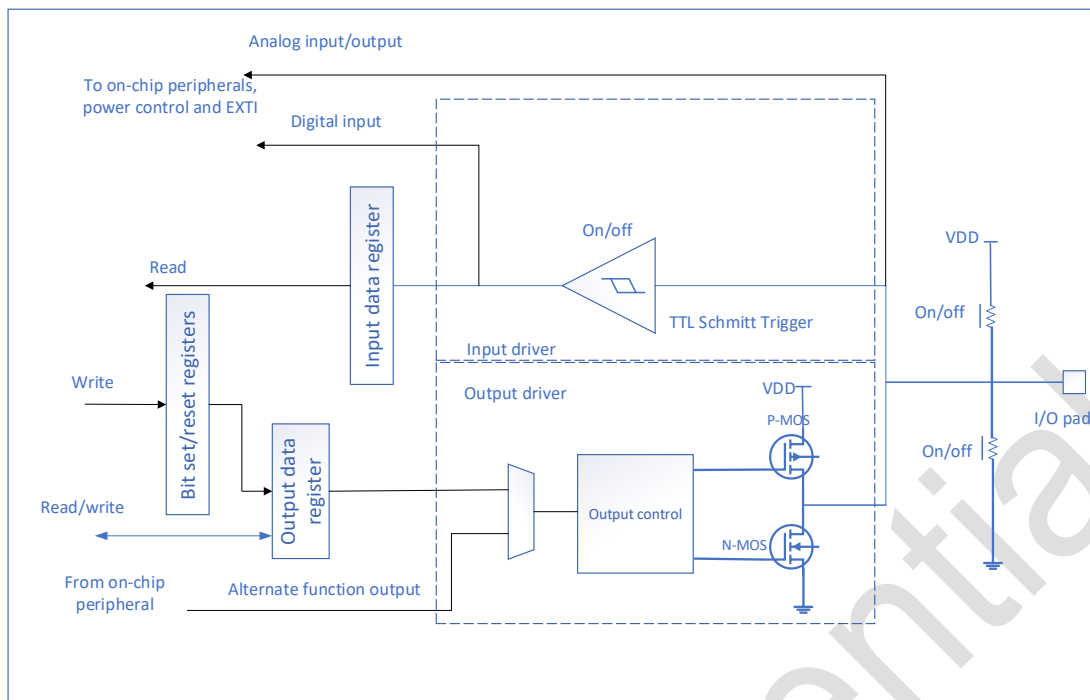 Analog input/output
To on-chip peripherals,
power control and EXTI
Digital input
On/off
Input data register
Read
TTL Schmitt Trigger
Input driver
VDD
On/off
Bit set/reset registers
Write
Output driver
VDD
P-MOS
I/O pad
On/off
Output data
register
Output control
Read/write
N-MOS
From on-chip
peripheral
Alternate function output
ential